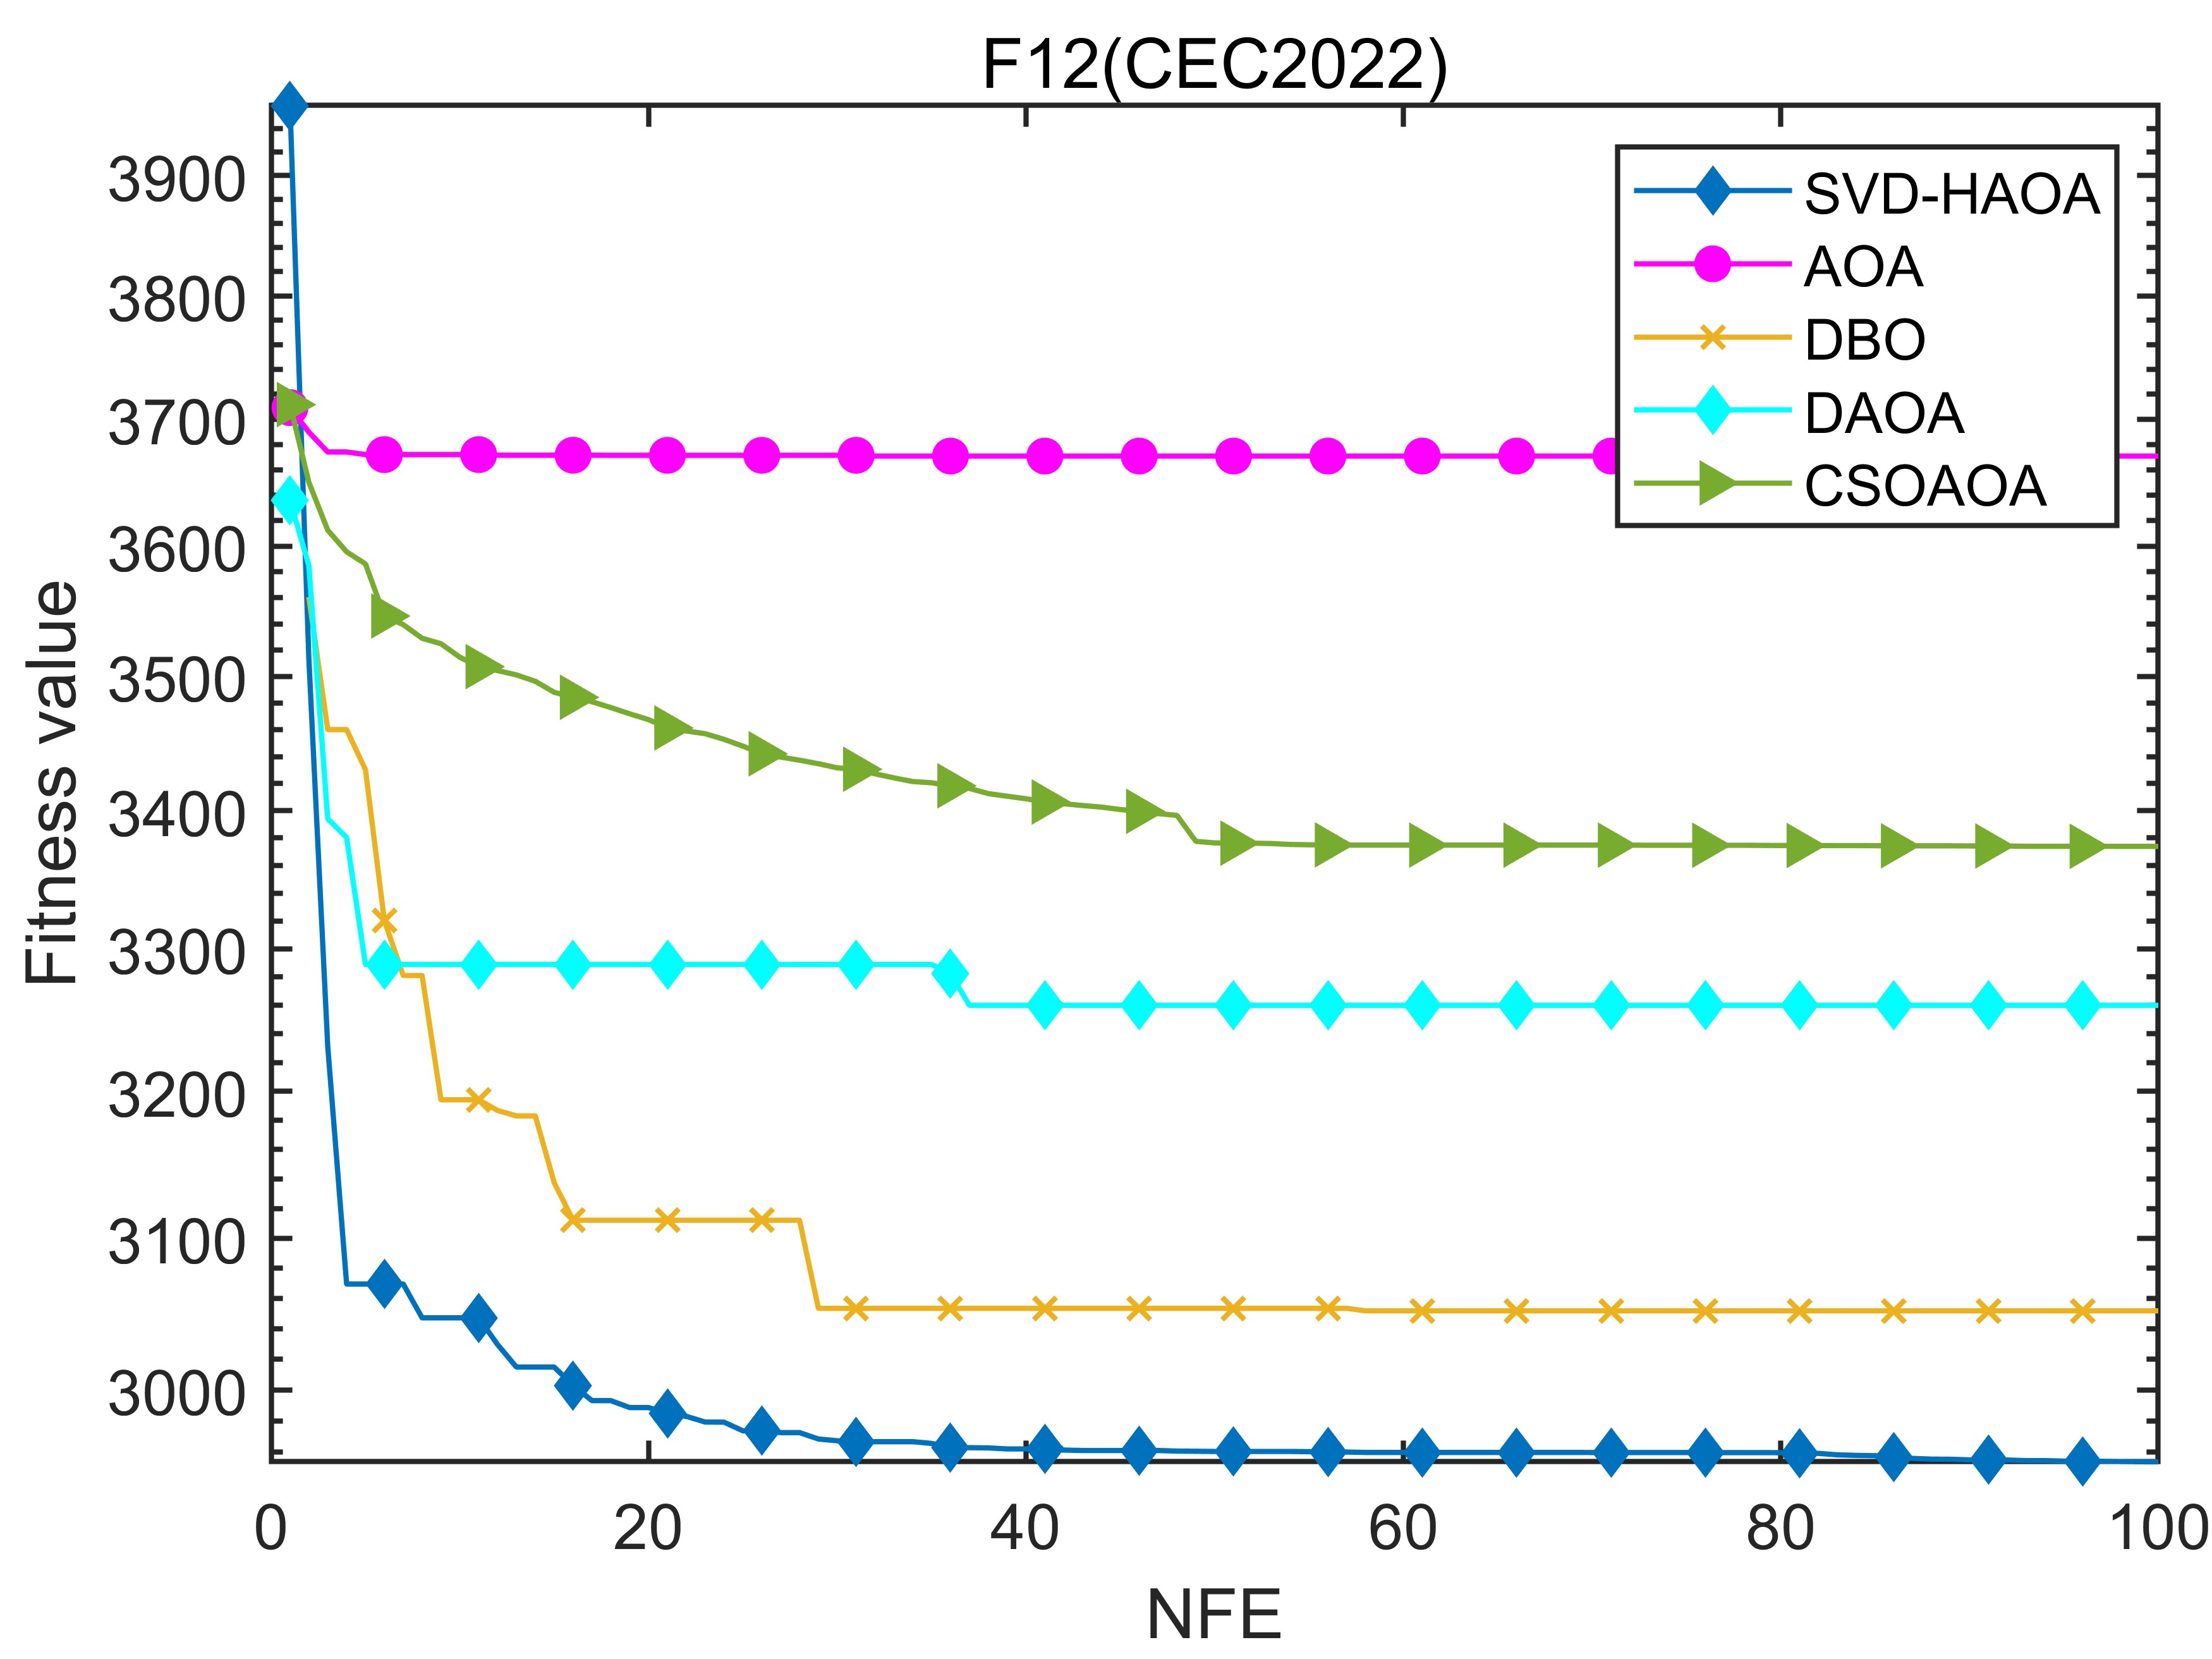 F12(CEC2022)
3900
3800
3700
3600
3500
3400
3300
3200
3100
3000
Fitness value
SVD-HAOA
AOA
DBO
DAOA
CSOAOA
0 20 40 60 80 100
NFE